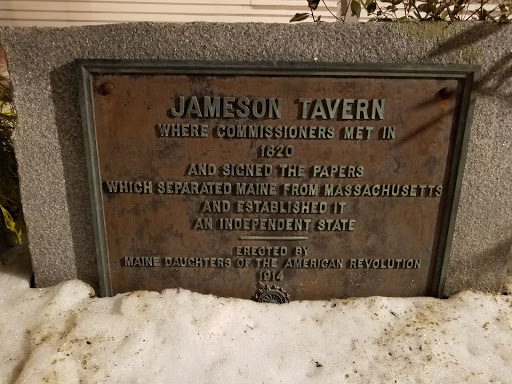 JAMESON TAVERN
WHERE COMMISSIONERS MET IN
1820
AND SIGNED THE PAPERS
WHICH SEPARATED MAINE FROM MASSACHUSETTS
AND ESTABLISHED IT
AN INDEPENDENT STATE
ERECTED BY
MAINE DAUGHTERS OF THE AMERICAN REVOLUTION
1914